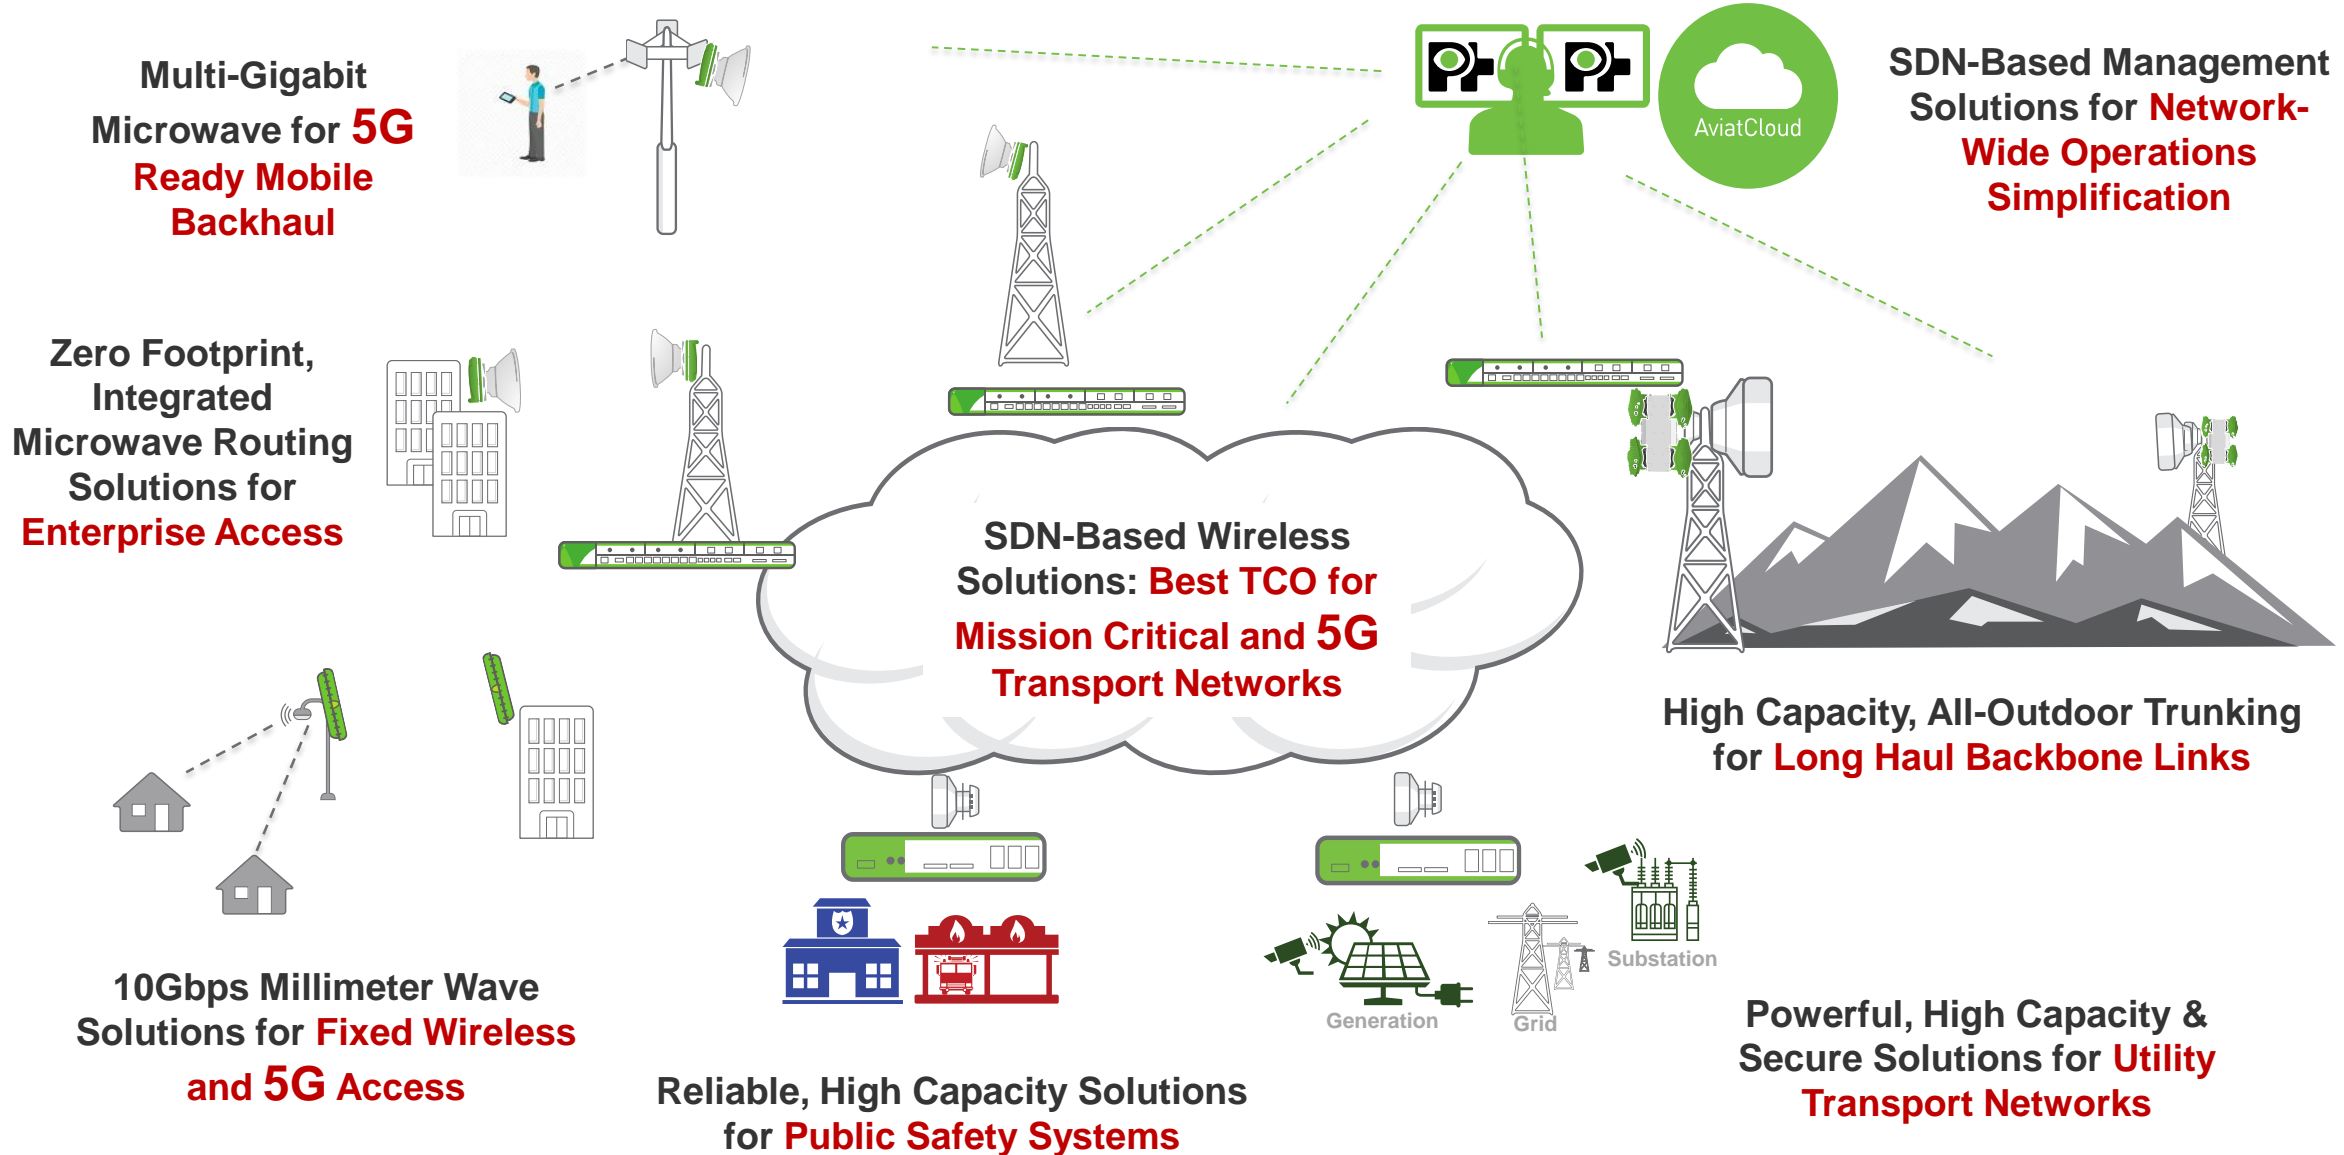 Multi-Gigabit
Microwave for 5G
Ready Mobile
Backhaul
AviatCloud
SDN-Based Management
Solutions for Network-
Wide Operations
Simplification
Zero Footprint,
Integrated
Microwave Routing
Solutions for
Enterprise Access
SDN-Based Wireless
Solutions: Best TCO for
Mission Critical and 5G
Transport Networks
High Capacity, All-Outdoor Trunking
for Long Haul Backbone Links
10Gbps Millimeter Wave
Solutions for Fixed Wireless
and 5G Access
Reliable, High Capacity Solutions
for Public Safety Systems
Generation
Grid
Substation
Powerful, High Capacity &
Secure Solutions for Utility
Transport Networks